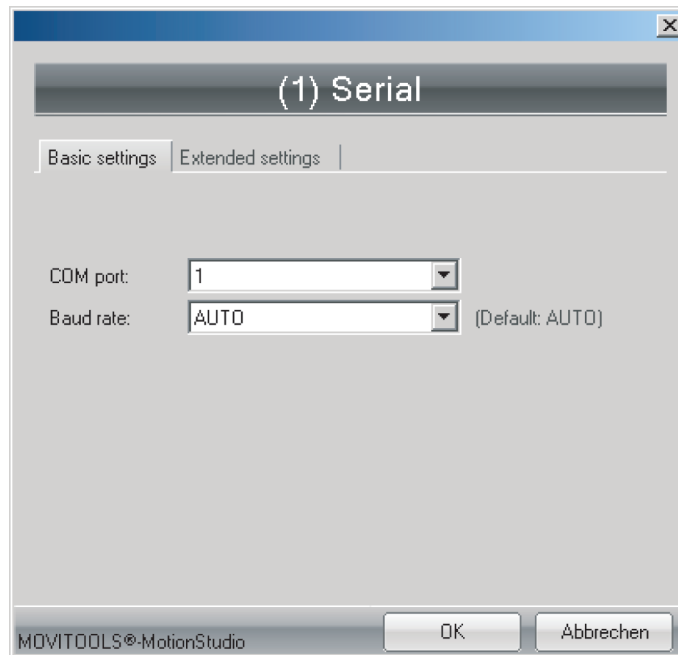 (1) Serial
Basic settings Extended settings
COM port: 1
Baud rate: AUTO (Default: AUTO)
MOVITOOLS®-MotionStudio OK Abbrechen